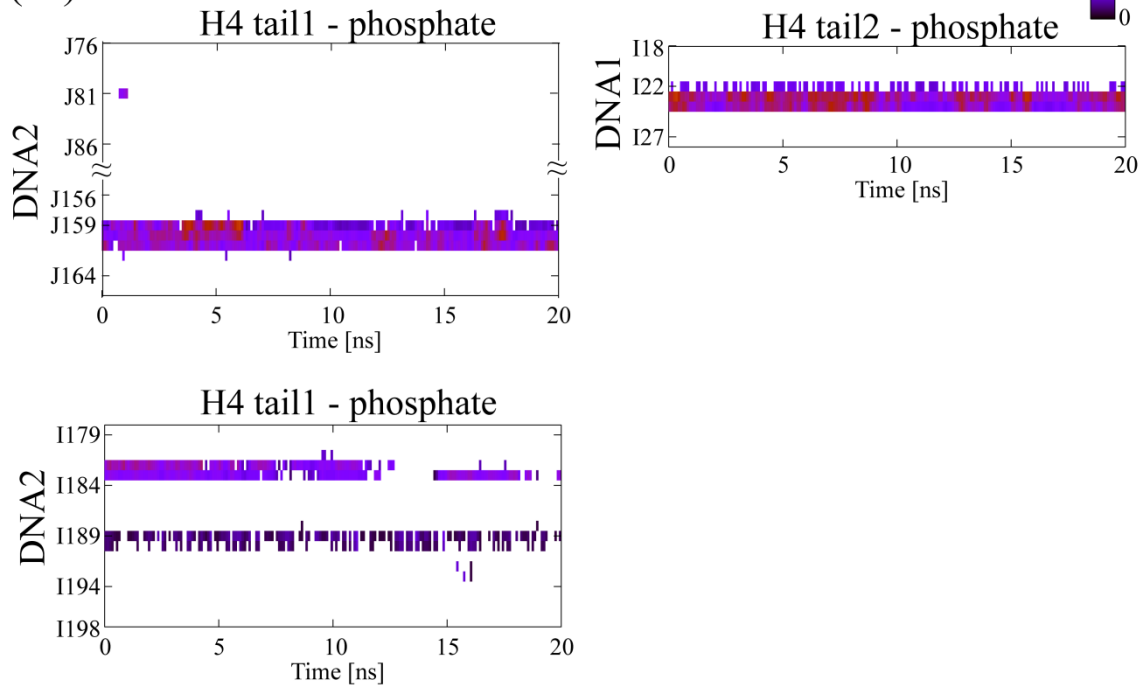 0
H4 tail1 - phosphate
J76
J81
J86
J156
J159
J164
DNA2
0 5 10 15 20
Time [ns]
H4 tail2 - phosphate
I18
I22
I27
DNA1
0 5 10 15 20
Time [ns]
H4 tail1 - phosphate
I179
I184
I189
I194
I198
DNA2
0 5 10 15 20
Time [ns]